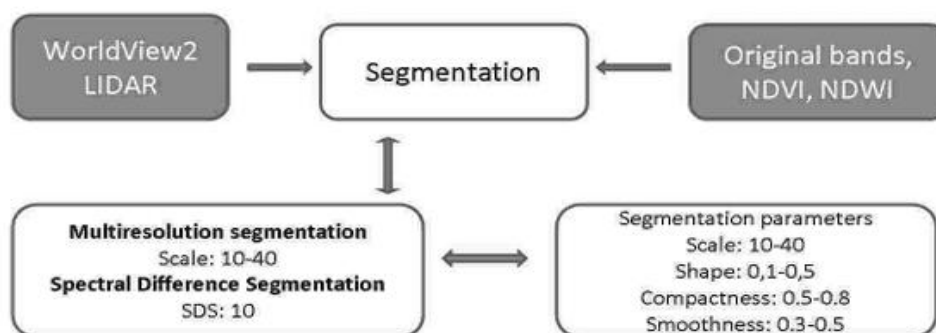 WorldView2
LIDAR
Segmentation
Original bands,
NDVI, NDWI
Multiresolution segmentation
Scale: 10-40
Spectral Difference Segmentation
SDS: 10
Segmentation parameters
Scale: 10-40
Shape: 0,1-0,5
Compactness: 0.5-0.8
Smoothness: 0.3-0.5